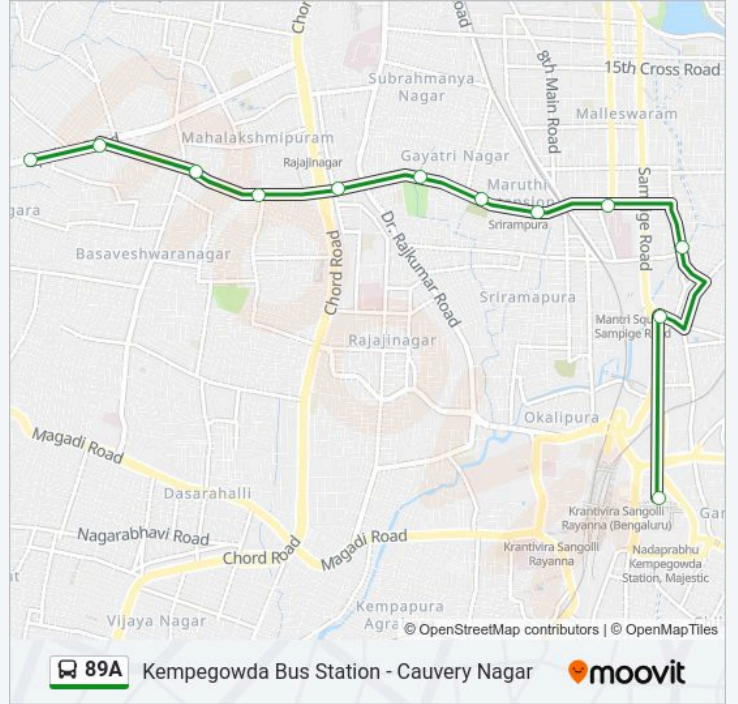 15th Cross Road
8th Main Road
Subrahmanya
Nagar
Malleswaram
Mahalakshmipuram
Rajajinagar
Gayatri Nagar
Maruthi
Srirampura
Sampige Road
Chord Road
Dr. Rajkumar Road
Basaveshwaranagar
Sriramapura
Mantri Squ
Sampige R
Rajajinagar
Okalipura
Magadi Road
Dasarahalli
Krantivira Sangolli
Rayanna (Bengaluru)
Nagarabhavi Road
Chord Road
Magadi Road
Krantivira Sangolli
Rayanna
Nadaprabhu
Kempegowda
Station, Majestic
Vijaya Nagar
Kempapura
Agra
© OpenStreetMap contributors | © OpenMapTiles
89A
Kempegowda Bus Station - Cauvery Nagar
moovit